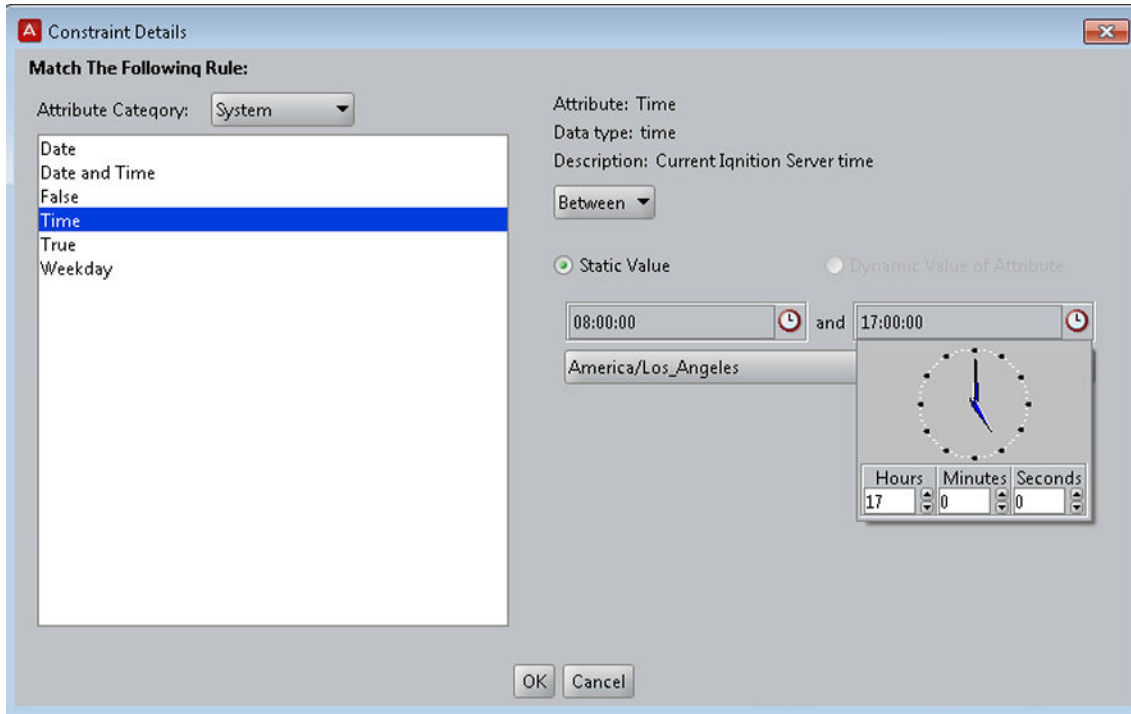 A Constraint Details
Match The Following Rule:
Attribute Category: System
Date
Date and Time
False
Time
True
Weekday
Attribute: Time
Data type: time
Description: Current Ignition Server time
Between
Static Value
Dynamic Value of Attribute
08:00:00 and 17:00:00
America/Los_Angeles
Hours Minutes Seconds
17 0 0
OK Cancel